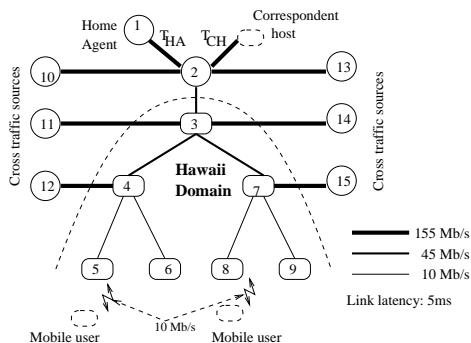 Home Agent
1
T_HA
T_CH
Correspondent host
10
2
13
11
3
14
12
4
Hawaii Domain
7
15
5
6
8
9
Cross traffic sources
Cross traffic sources
155 Mb/s
45 Mb/s
10 Mb/s
Link latency: 5ms
10 Mb/s
Mobile user
Mobile user